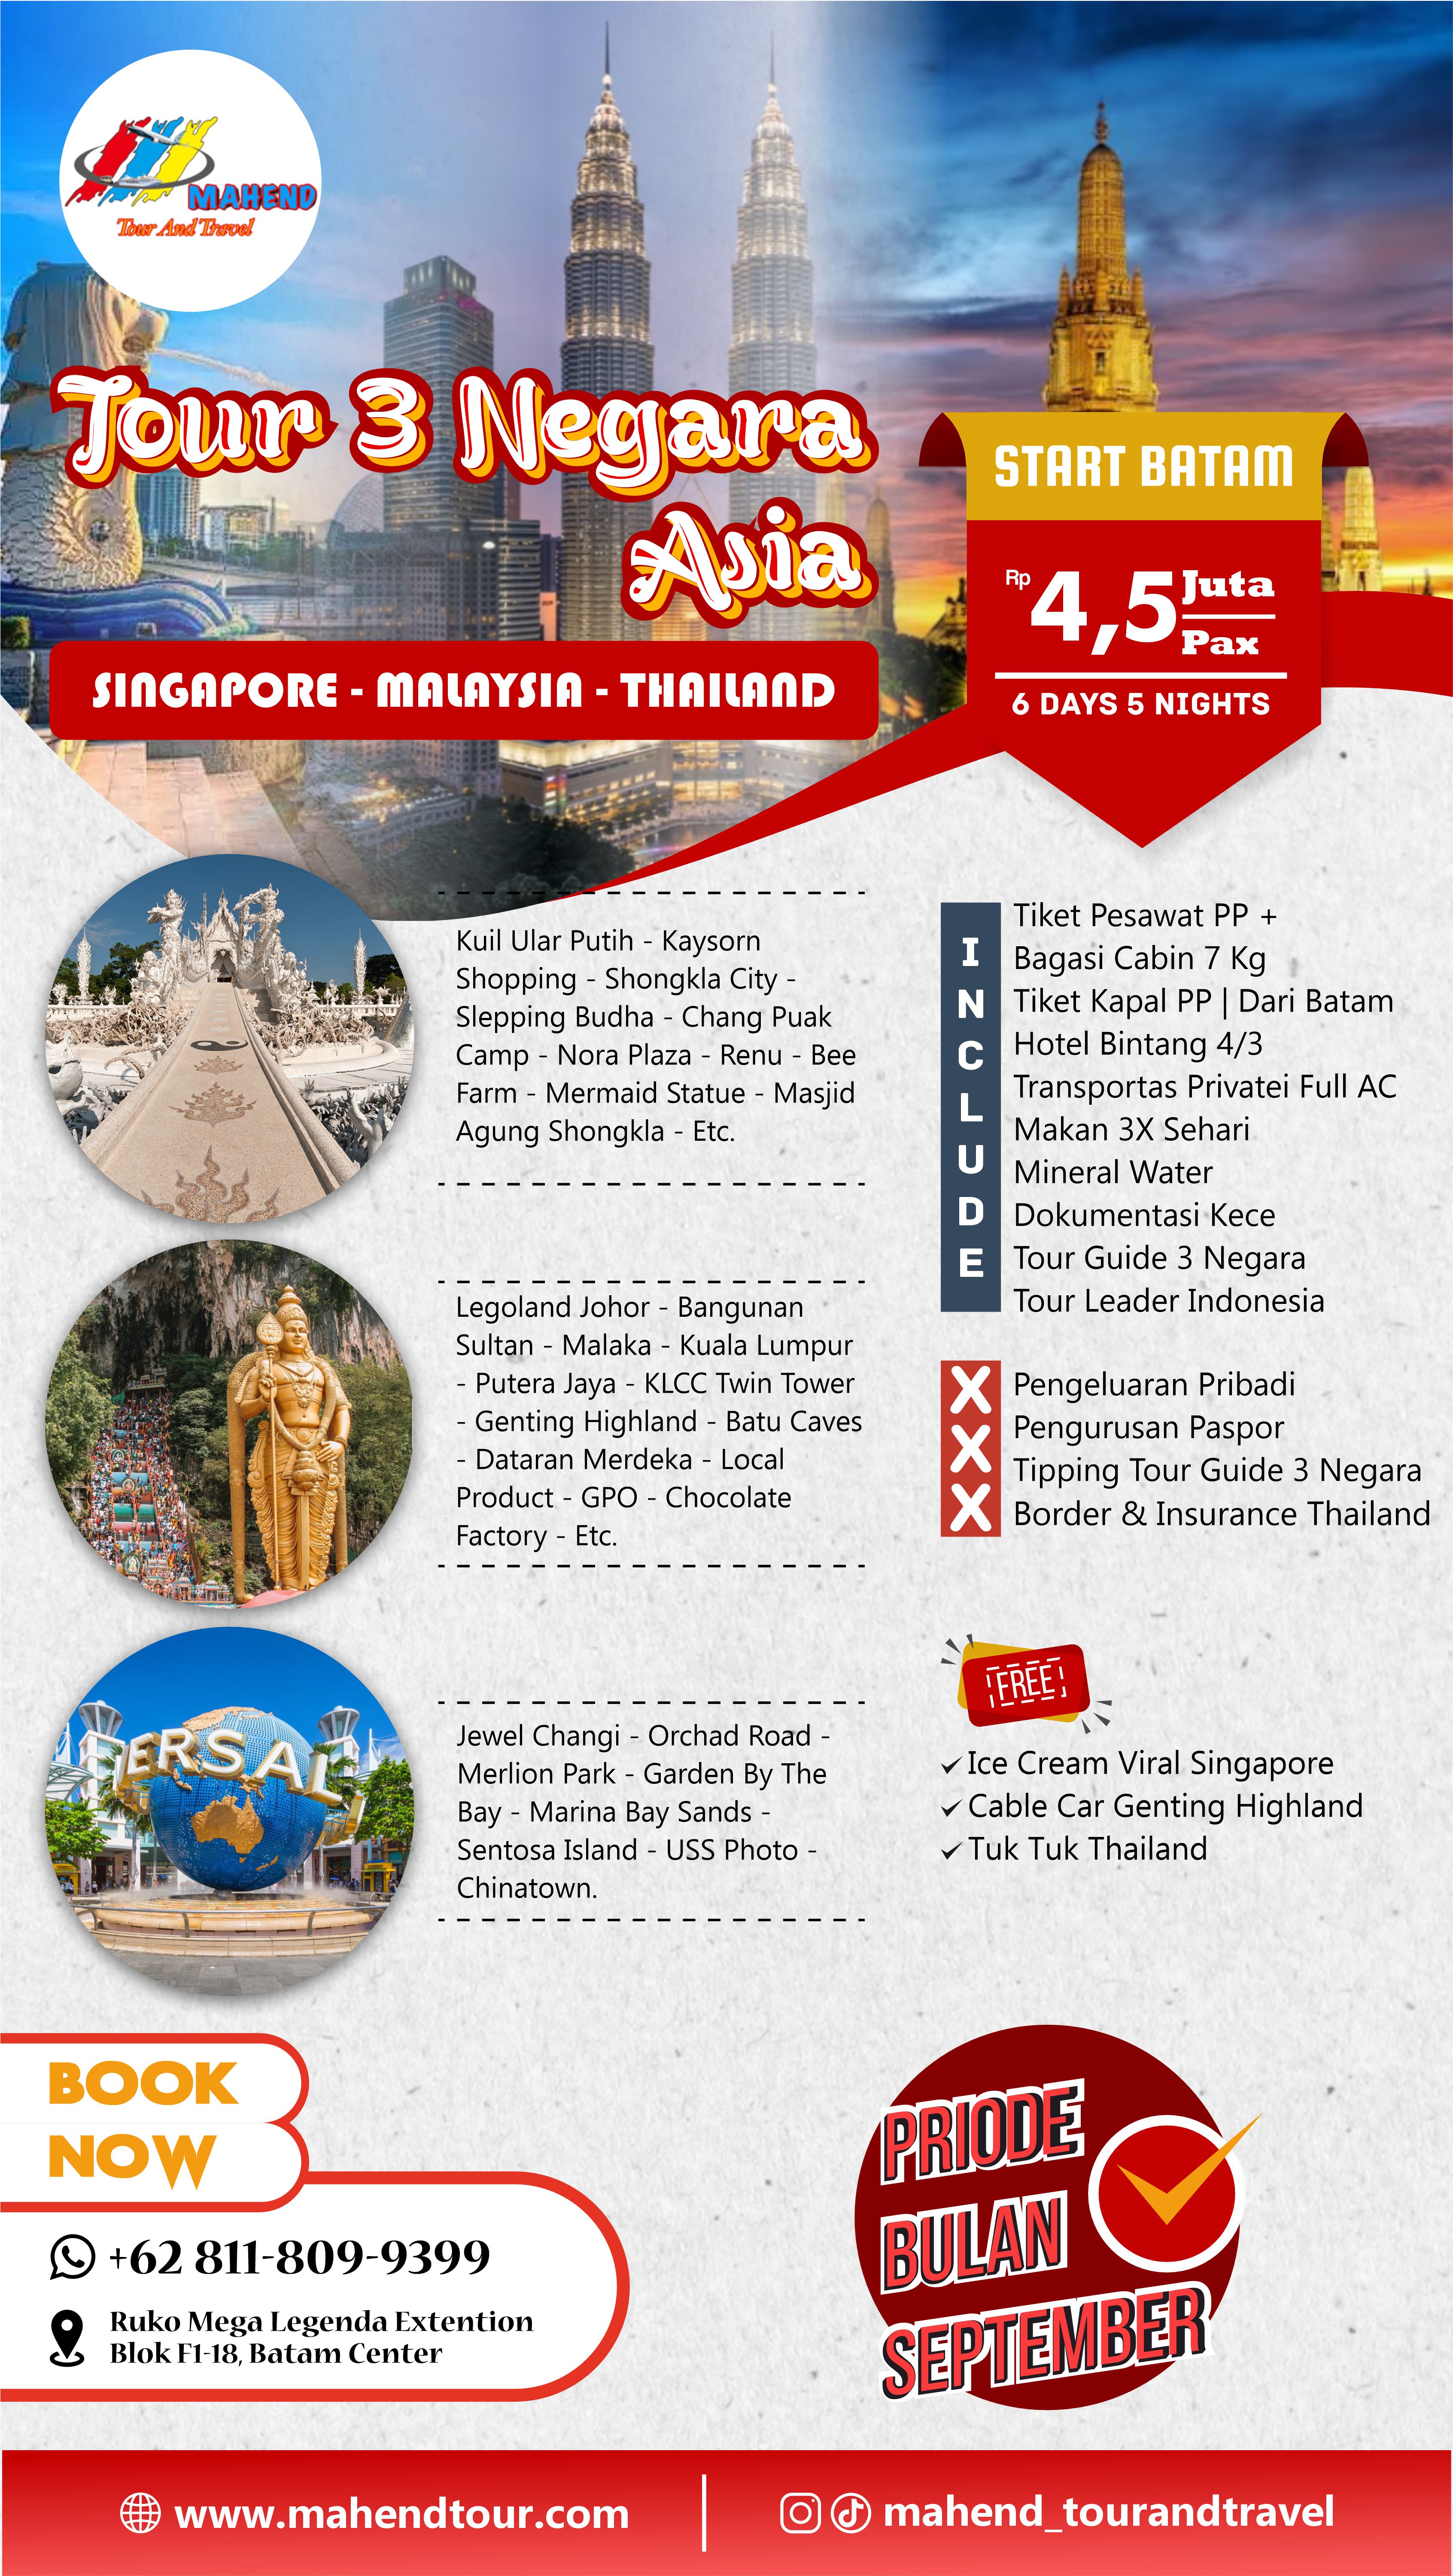 MAHEND
Tour And Travel
Tour 3 Negara
Asia
SINGAPORE - MALAYSIA - THAILAND
START BATAM
Rp 4,5 Juta
Pax
6 DAYS 5 NIGHTS
Kuil Ular Putih - Kaysorn
Shopping - Shongkla City -
Slepping Budha - Chang Puak
Camp - Nora Plaza - Renu - Bee
Farm - Mermaid Statue - Masjid
Agung Shongkla - Etc.
Legoland Johor - Bangunan
Sultan - Malaka - Kuala Lumpur
- Putera Jaya - KLCC Twin Tower
- Genting Highland - Batu Caves
- Dataran Merdeka - Local
Product - GPO - Chocolate
Factory - Etc.
ERSAL
Jewel Changi - Orchad Road -
Merlion Park - Garden By The
Bay - Marina Bay Sands -
Sentosa Island - USS Photo -
Chinatown.
INCLUDE
Tiket Pesawat PP +
Bagasi Cabin 7 Kg
Tiket Kapal PP | Dari Batam
Hotel Bintang 4/3
Transportas Privatei Full AC
Makan 3X Sehari
Mineral Water
Dokumentasi Kece
Tour Guide 3 Negara
Tour Leader Indonesia
X
X
X
Pengeluaran Pribadi
Pengurusan Paspor
Tipping Tour Guide 3 Negara
Border & Insurance Thailand
FREE
Ice Cream Viral Singapore
Cable Car Genting Highland
Tuk Tuk Thailand
BOOK
NOW
+62 811-809-9399
Ruko Mega Legenda Extention
Blok F1-18, Batam Center
PRIODE
BULAN
SEPTEMBER
www.mahendtour.com
mahend_tourandtravel